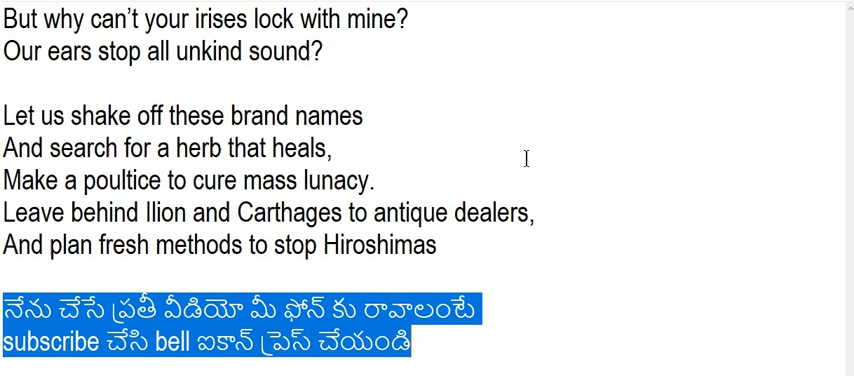 But why can't your irises lock with mine?
Our ears stop all unkind sound?
Let us shake off these brand names
And search for a herb that heals,
Make a poultice to cure mass lunacy.
Leave behind Ilion and Carthages to antique dealers,
And plan fresh methods to stop Hiroshimas
నేను చేసే ప్రతీ వీడియో మీ ఫోన్ కు రావాలంటే
subscribe చేసి bell ఐకాన్ ప్రెస్ చేయండి